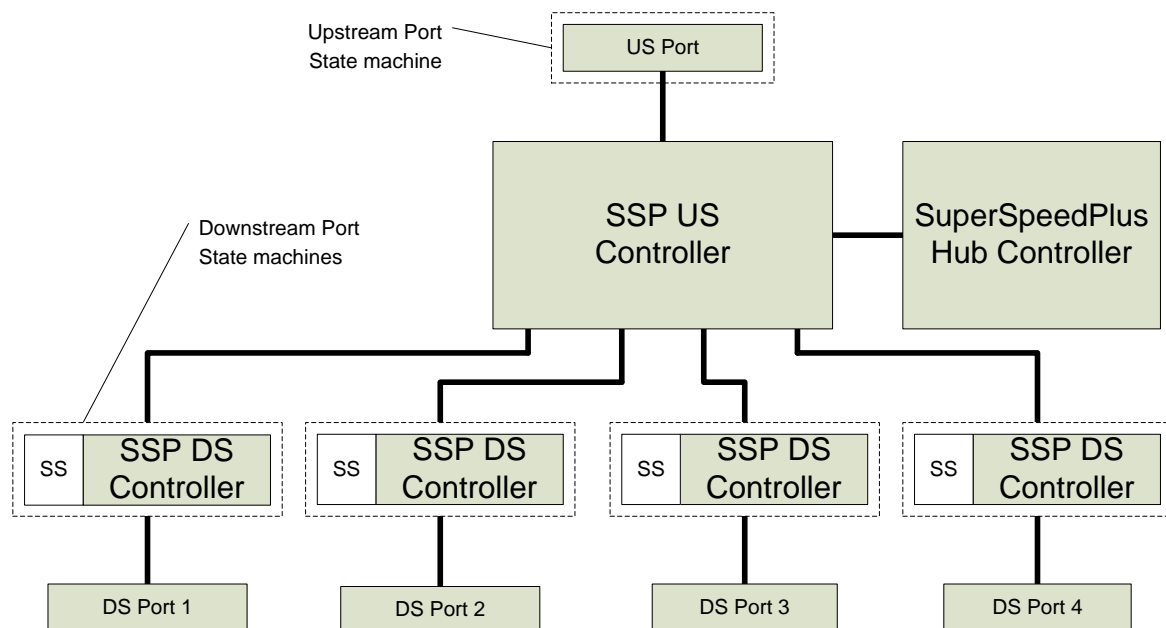 Upstream Port
State machine
US Port
SSP US
Controller
SuperSpeedPlus
Hub Controller
Downstream Port
State machines
SS
SSP DS
Controller
SS
SSP DS
Controller
SS
SSP DS
Controller
SS
SSP DS
Controller
DS Port 1
DS Port 2
DS Port 3
DS Port 4